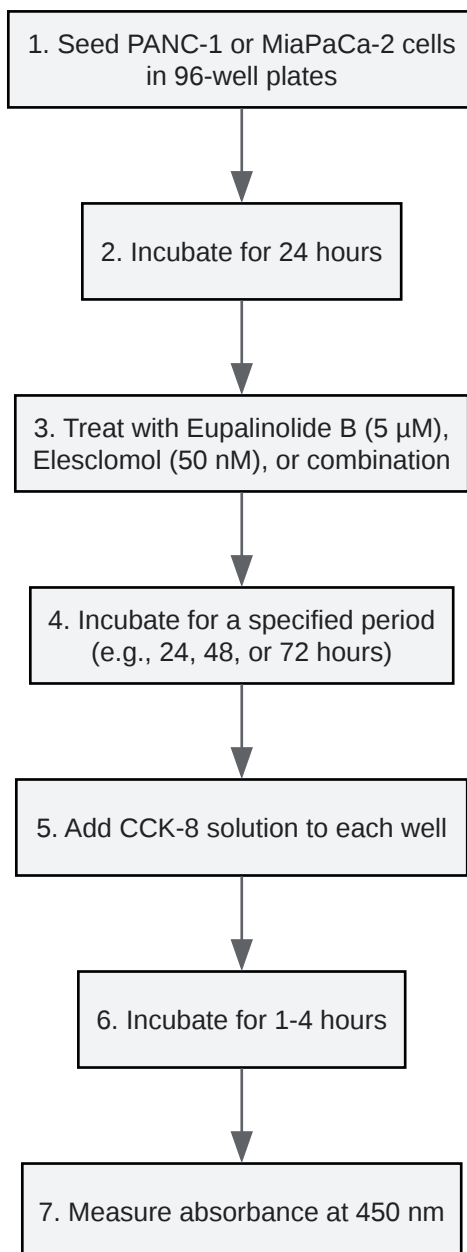 1. Seed PANC-1 or MiaPaCa-2 cells
in 96-well plates
2. Incubate for 24 hours
3. Treat with Eupalinolide B (5 µM),
Elesclomol (50 nM), or combination
4. Incubate for a specified period
(e.g., 24, 48, or 72 hours)
5. Add CCK-8 solution to each well
6. Incubate for 1-4 hours
7. Measure absorbance at 450 nm